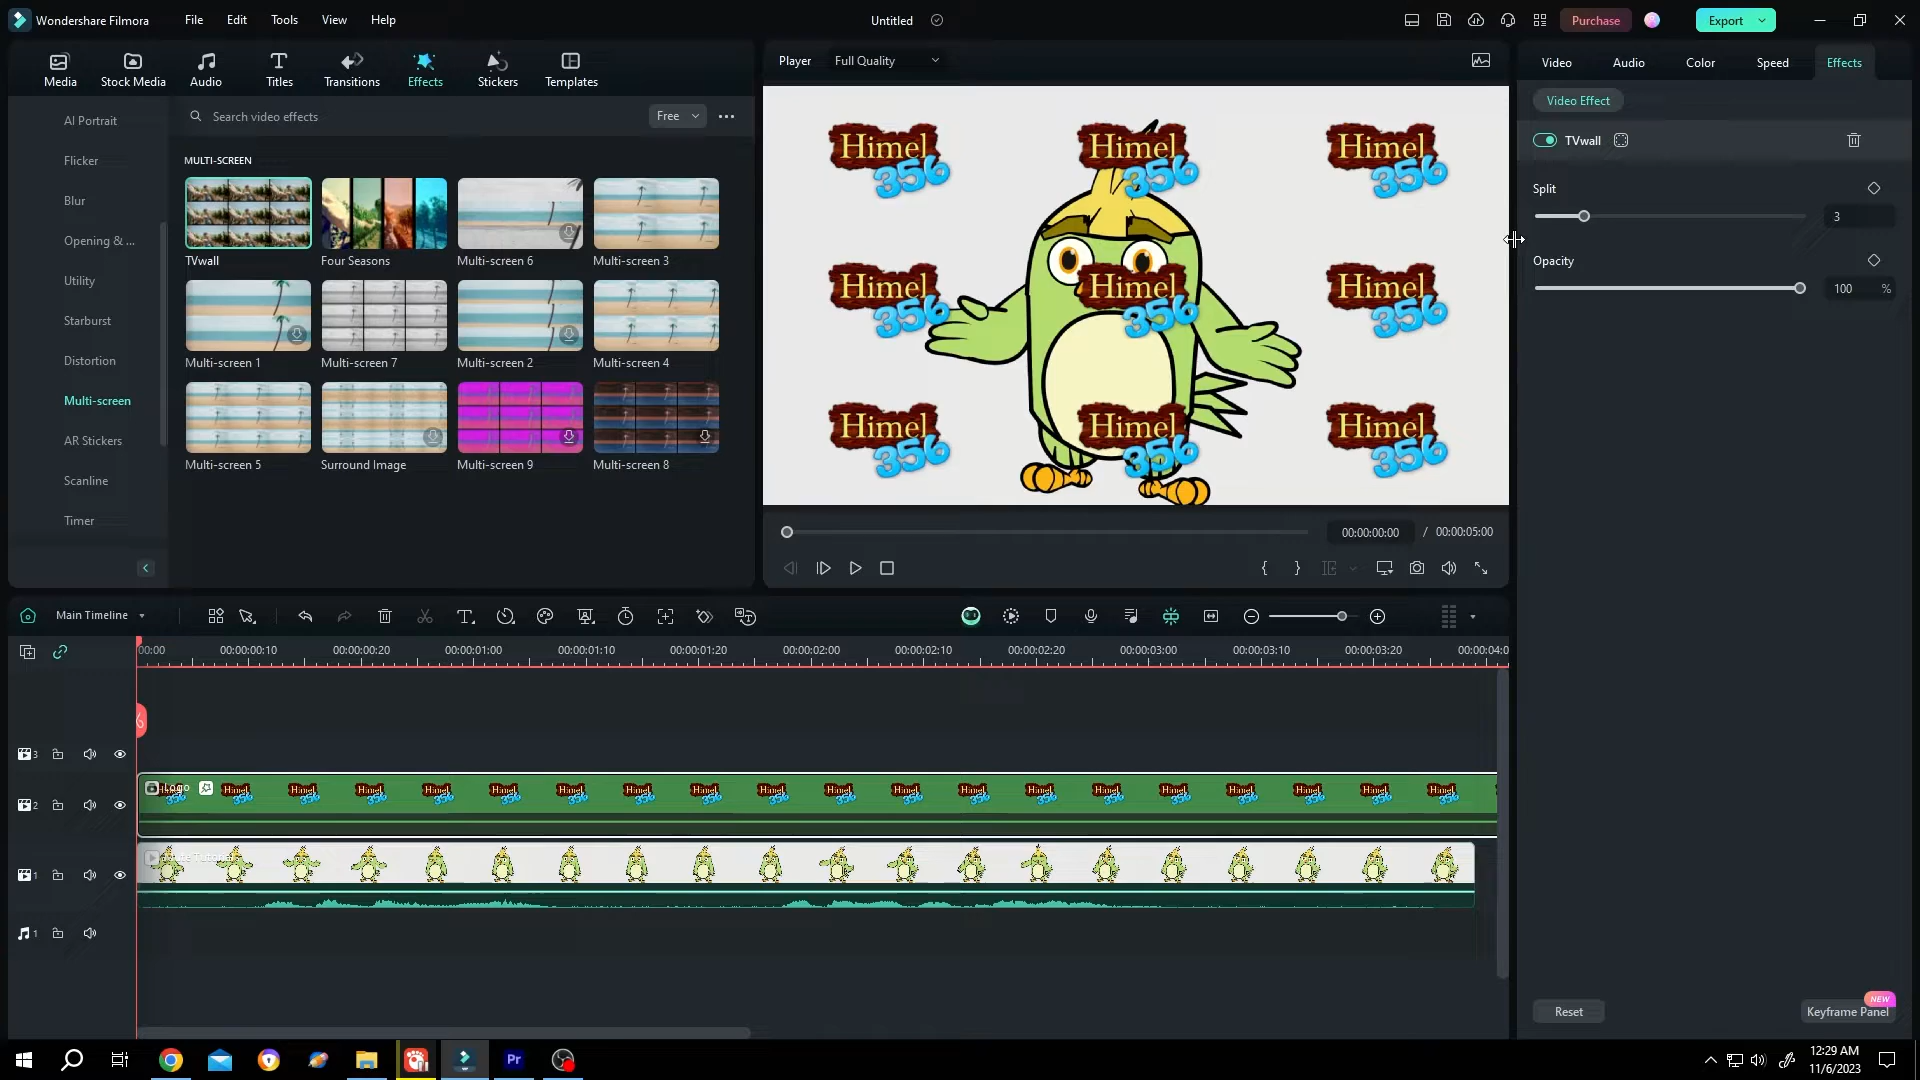 Wondershare Filmora
File
Edit
Tools
View
Help
Untitled
Purchase
Export
Media
Stock Media
Audio
Titles
Transitions
Effects
Stickers
Templates
Player
Full Quality
Video
Audio
Color
Speed
Effects
AI Portrait
Flicker
Blur
Opening & ...
Utility
Starburst
Distortion
Multi-screen
AR Stickers
Scanline
Timer
Search video effects
Free
MULTI-SCREEN
TVwall
Four Seasons
Multi-screen 6
Multi-screen 3
Multi-screen 1
Multi-screen 7
Multi-screen 2
Multi-screen 4
Multi-screen 5
Surround Image
Multi-screen 9
Multi-screen 8
Himel
356
Himel
356
Himel
356
Himel
356
Himel
356
Himel
356
Himel
356
Himel
356
Himel
356
00:00:00:00 / 00:00:05:00
Video Effect
TVwall
Split
3
Opacity
100 %
Reset
NEW
Keyframe Panel
Main Timeline
00:00
00:00:00:10
00:00:00:20
00:00:01:00
00:00:01:10
00:00:01:20
00:00:02:00
00:00:02:10
00:00:02:20
00:00:03:00
00:00:03:10
00:00:03:20
00:00:04:0
3
2
Logo
1
1
Pr
12:29 AM
11/6/2023